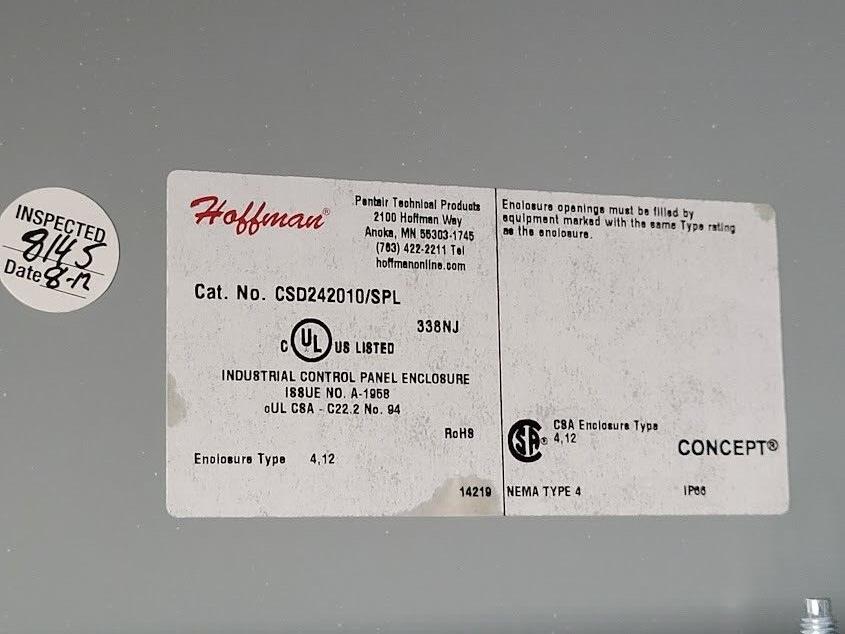 INSPECTED
8145
Date 8-12
Hoffman®
Pentair Technical Products
2100 Hoffman Way
Anoka, MN 55303-1745
(763) 422-2211 Tel
hoffmanonline.com
Cat. No. CSD242010/SPL
338NJ
C UL US LISTED
INDUSTRIAL CONTROL PANEL ENCLOSURE
ISSUE NO. A-1958
cUL CSA - C22.2 No. 94
RoHS
Enclosure Type 4,12
14219
Enclosure openings must be filled by
equipment marked with the same Type rating
as the enclosure.
SA® CSA Enclosure Type
4,12
CONCEPT®
NEMA TYPE 4 IP66